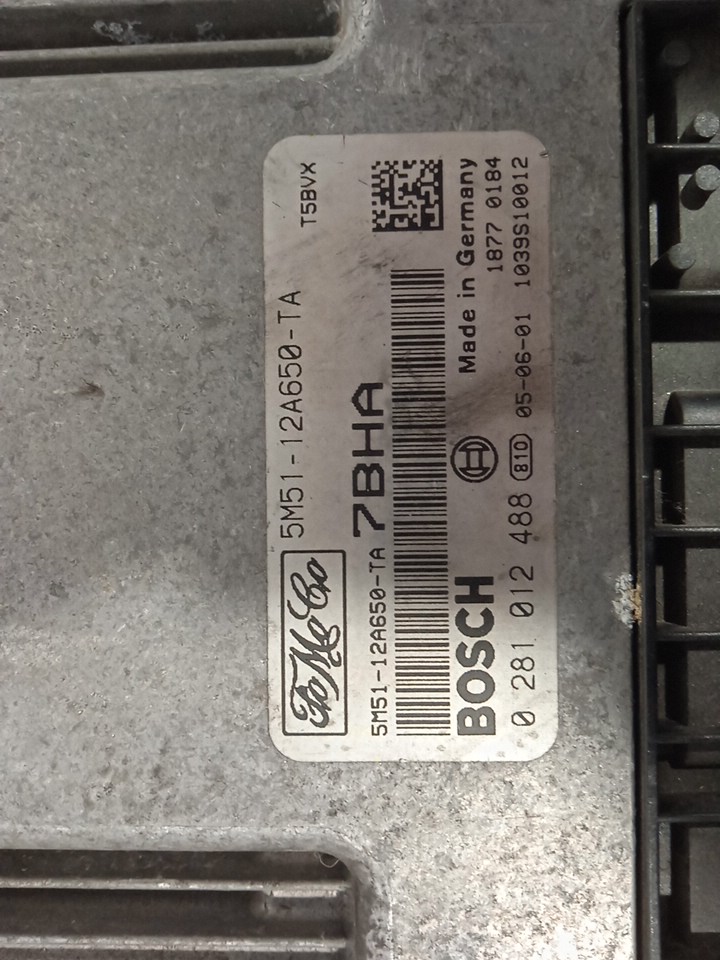 FoMoCo
5M51-12A650-TA
T5BVX
5M51-12A650-TA 7BHA
BOSCH
Made in Germany
1877 0184
0 281 012 488 810 05-06-01 1039S10012